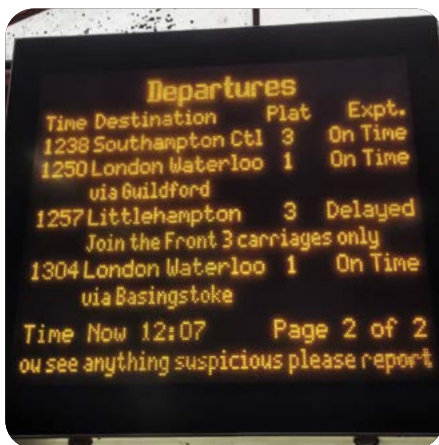 Departures
Time Destination Plat Expt.
1238 Southampton Ctl 3 On Time
1250 London Waterloo 1 On Time
via Guildford
1257 Littlehampton 3 Delayed
Join the Front 3 carriages only
1304 London Waterloo 1 On Time
via Basingstoke
Time Now 12:07 Page 2 of 2
ou see anything suspicious please report